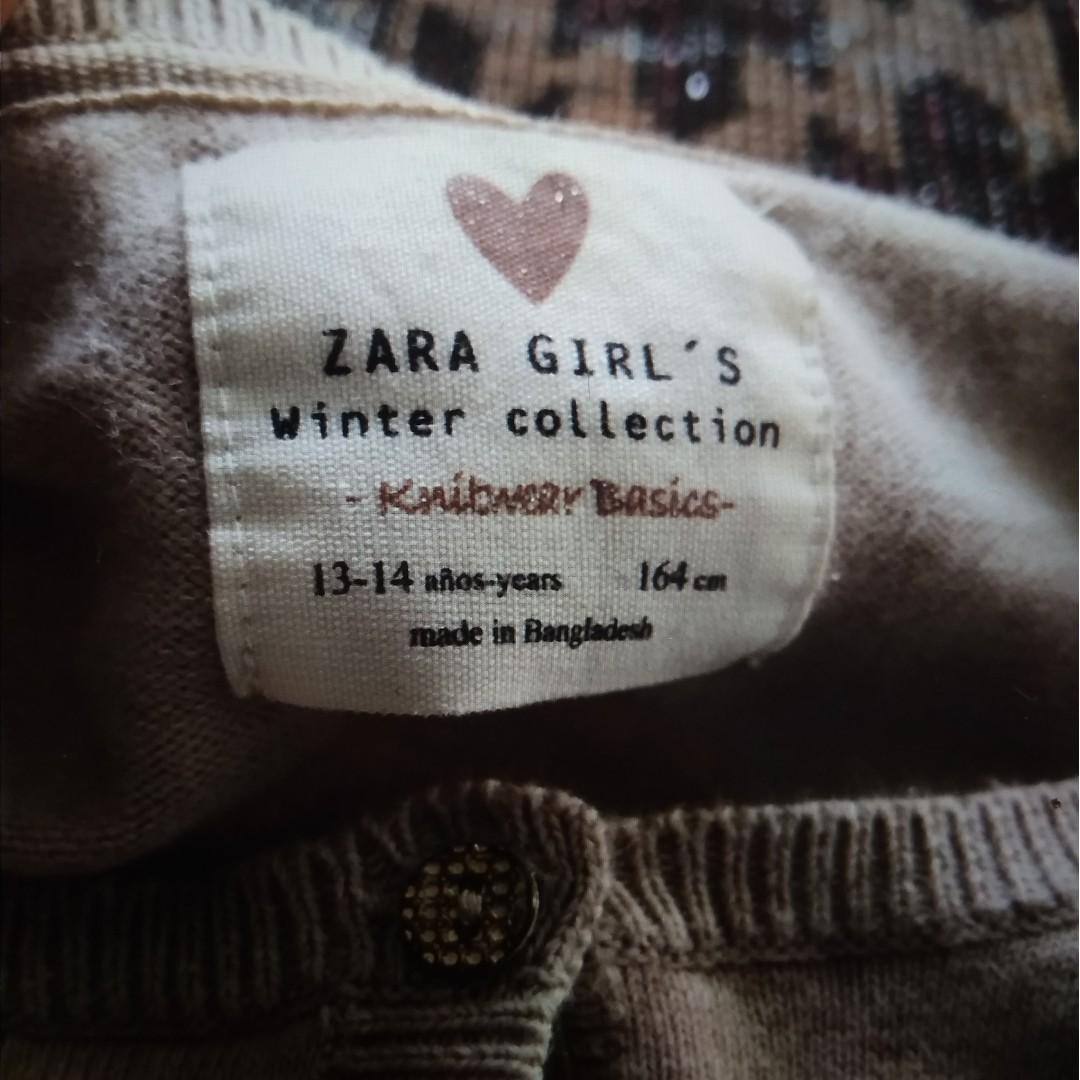 ZARA GIRL´S
Winter collection
- Knitwear Basics-
13-14 años-years 164 cm
made in Bangladesh